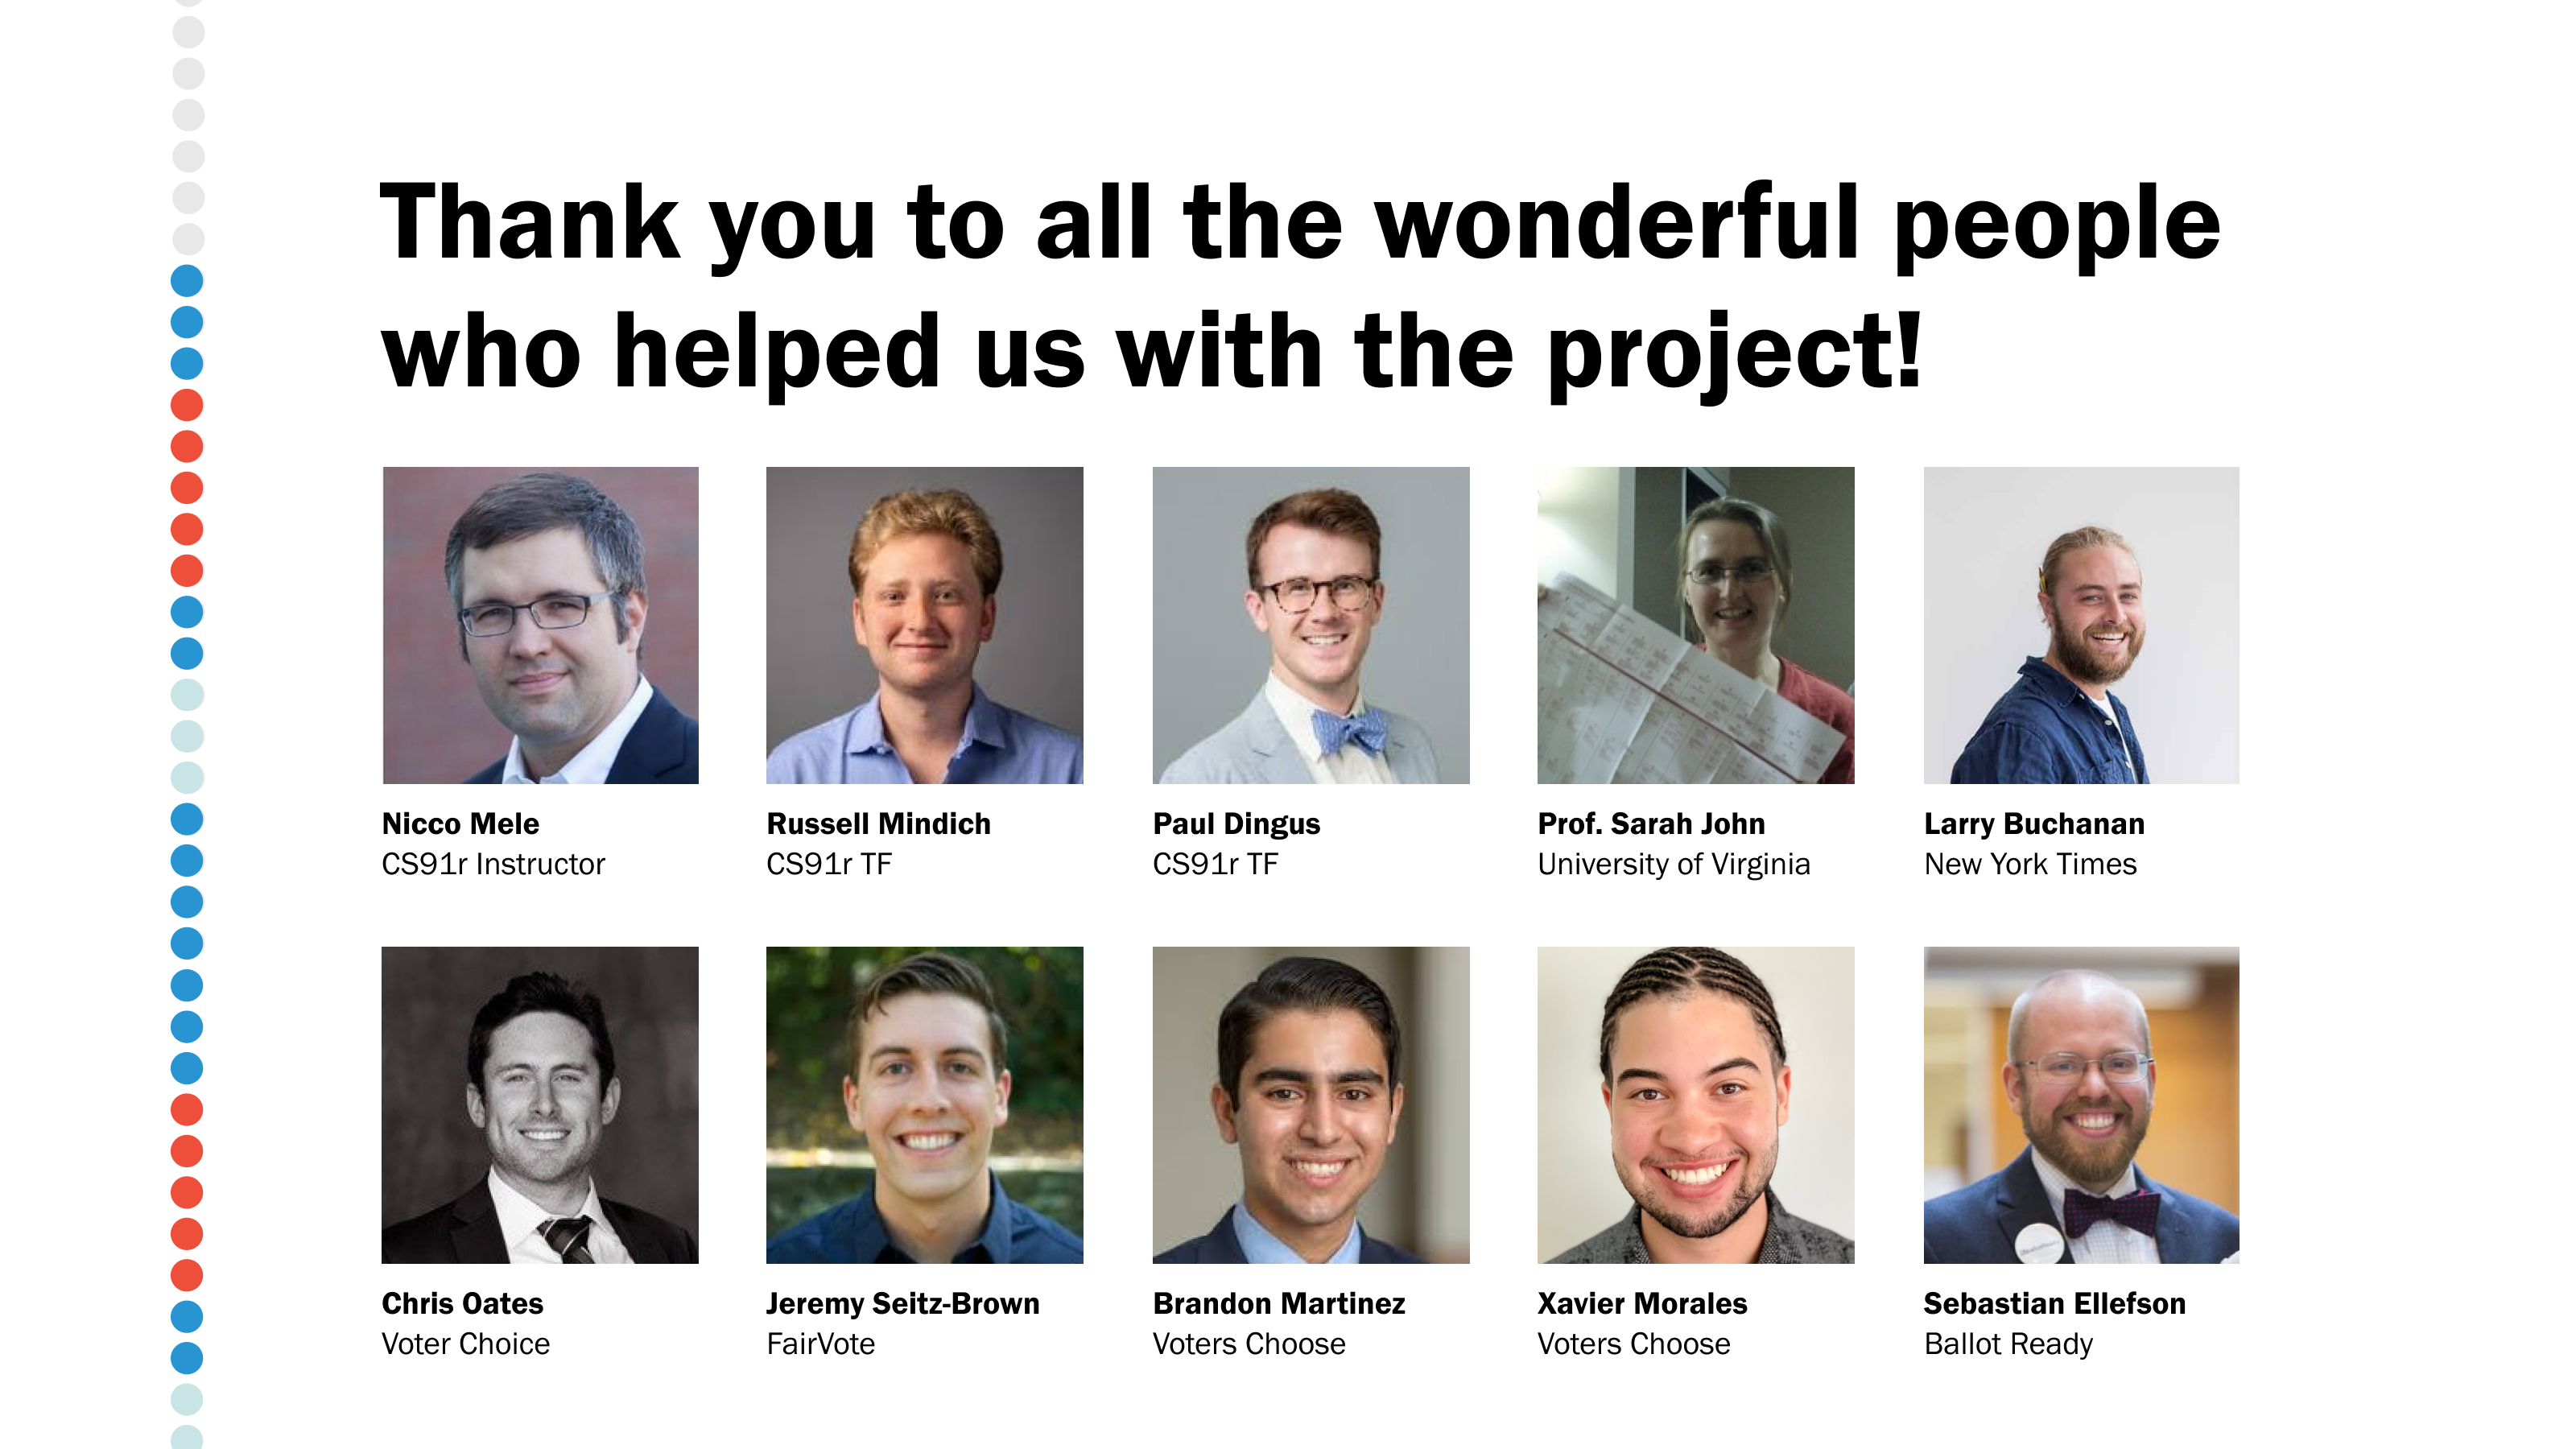 Thank you to all the wonderful people
who helped us with the project!
Nicco Mele
CS91r Instructor
Russell Mindich
CS91r TF
Paul Dingus
CS91r TF
Prof. Sarah John
University of Virginia
Larry Buchanan
New York Times
Chris Oates
Voter Choice
Jeremy Seitz-Brown
FairVote
Brandon Martinez
Voters Choose
Xavier Morales
Voters Choose
Sebastian Ellefson
Ballot Ready